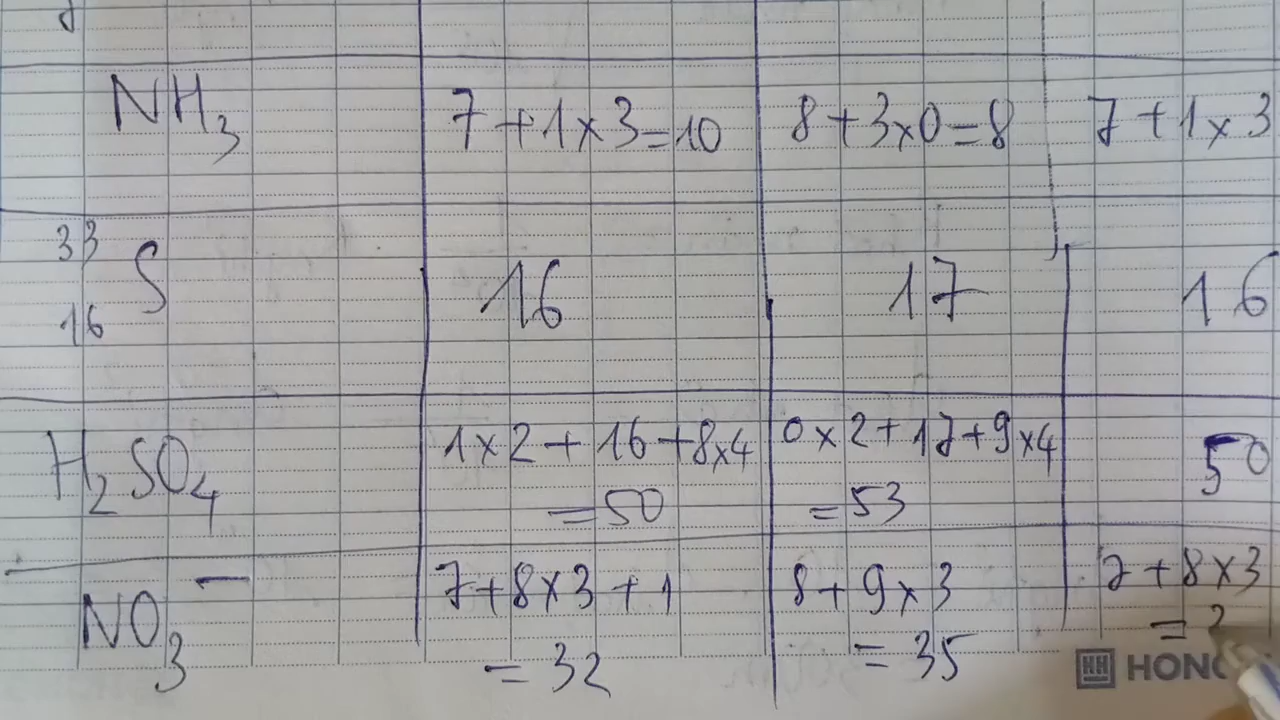 NH₃ 7 + 1 x 3 = 10 8 + 3 x 0 = 8 7 + 1 x 3
³³₁₆S 16 17 16
H₂SO₄ 1 x 2 + 16 + 8 x 4 0 x 2 + 17 + 9 x 4 50
= 50 = 53
NO₃⁻ 7 + 8 x 3 + 1 8 + 9 x 3 7 + 8 x 3
= 32 = 35 =
HONG